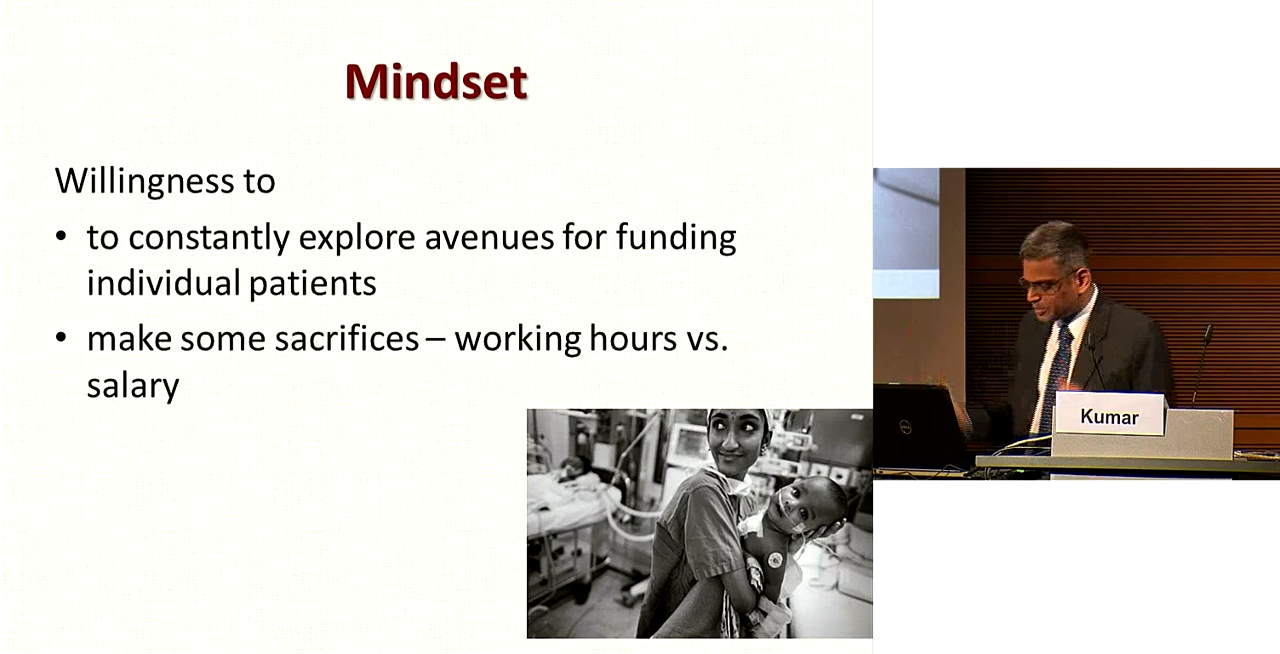 Mindset
Willingness to
• to constantly explore avenues for funding
individual patients
• make some sacrifices – working hours vs.
salary
Kumar